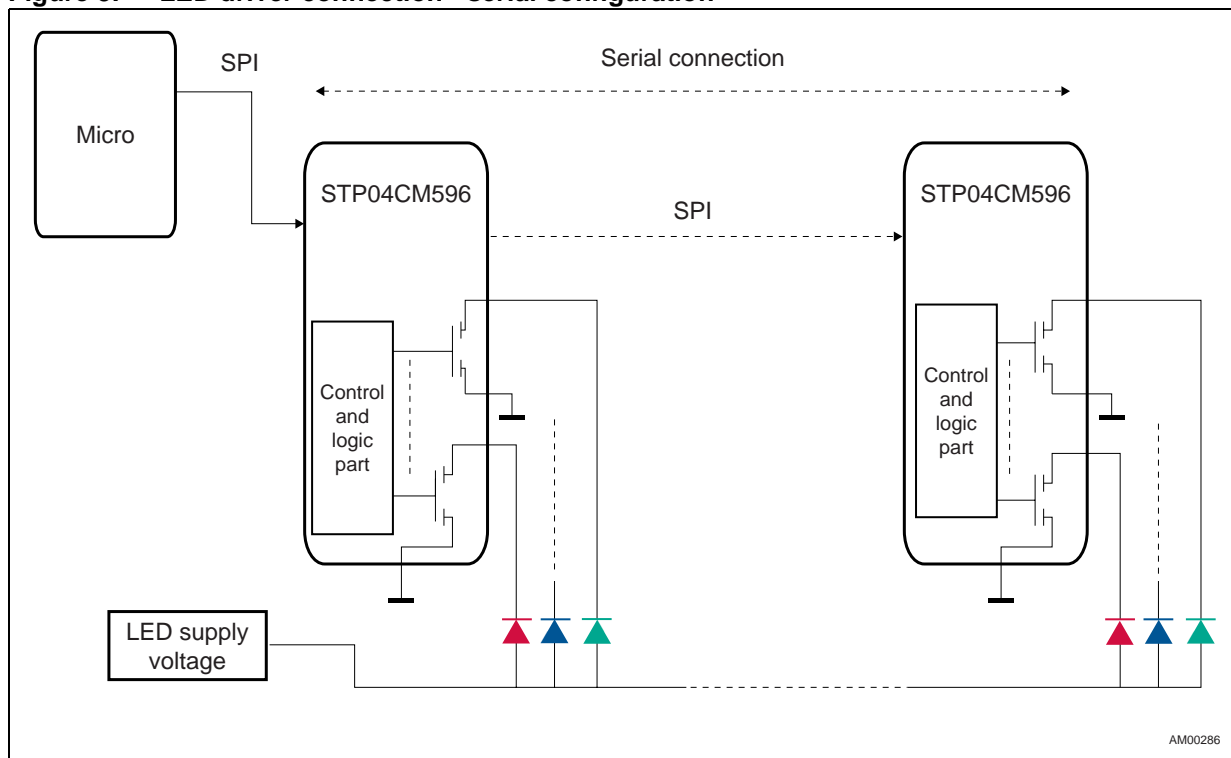 SPI
Serial connection
Micro
STP04CM596
SPI
STP04CM596
Control
and
logic
part
Control
and
logic
part
LED supply
voltage
AM00286